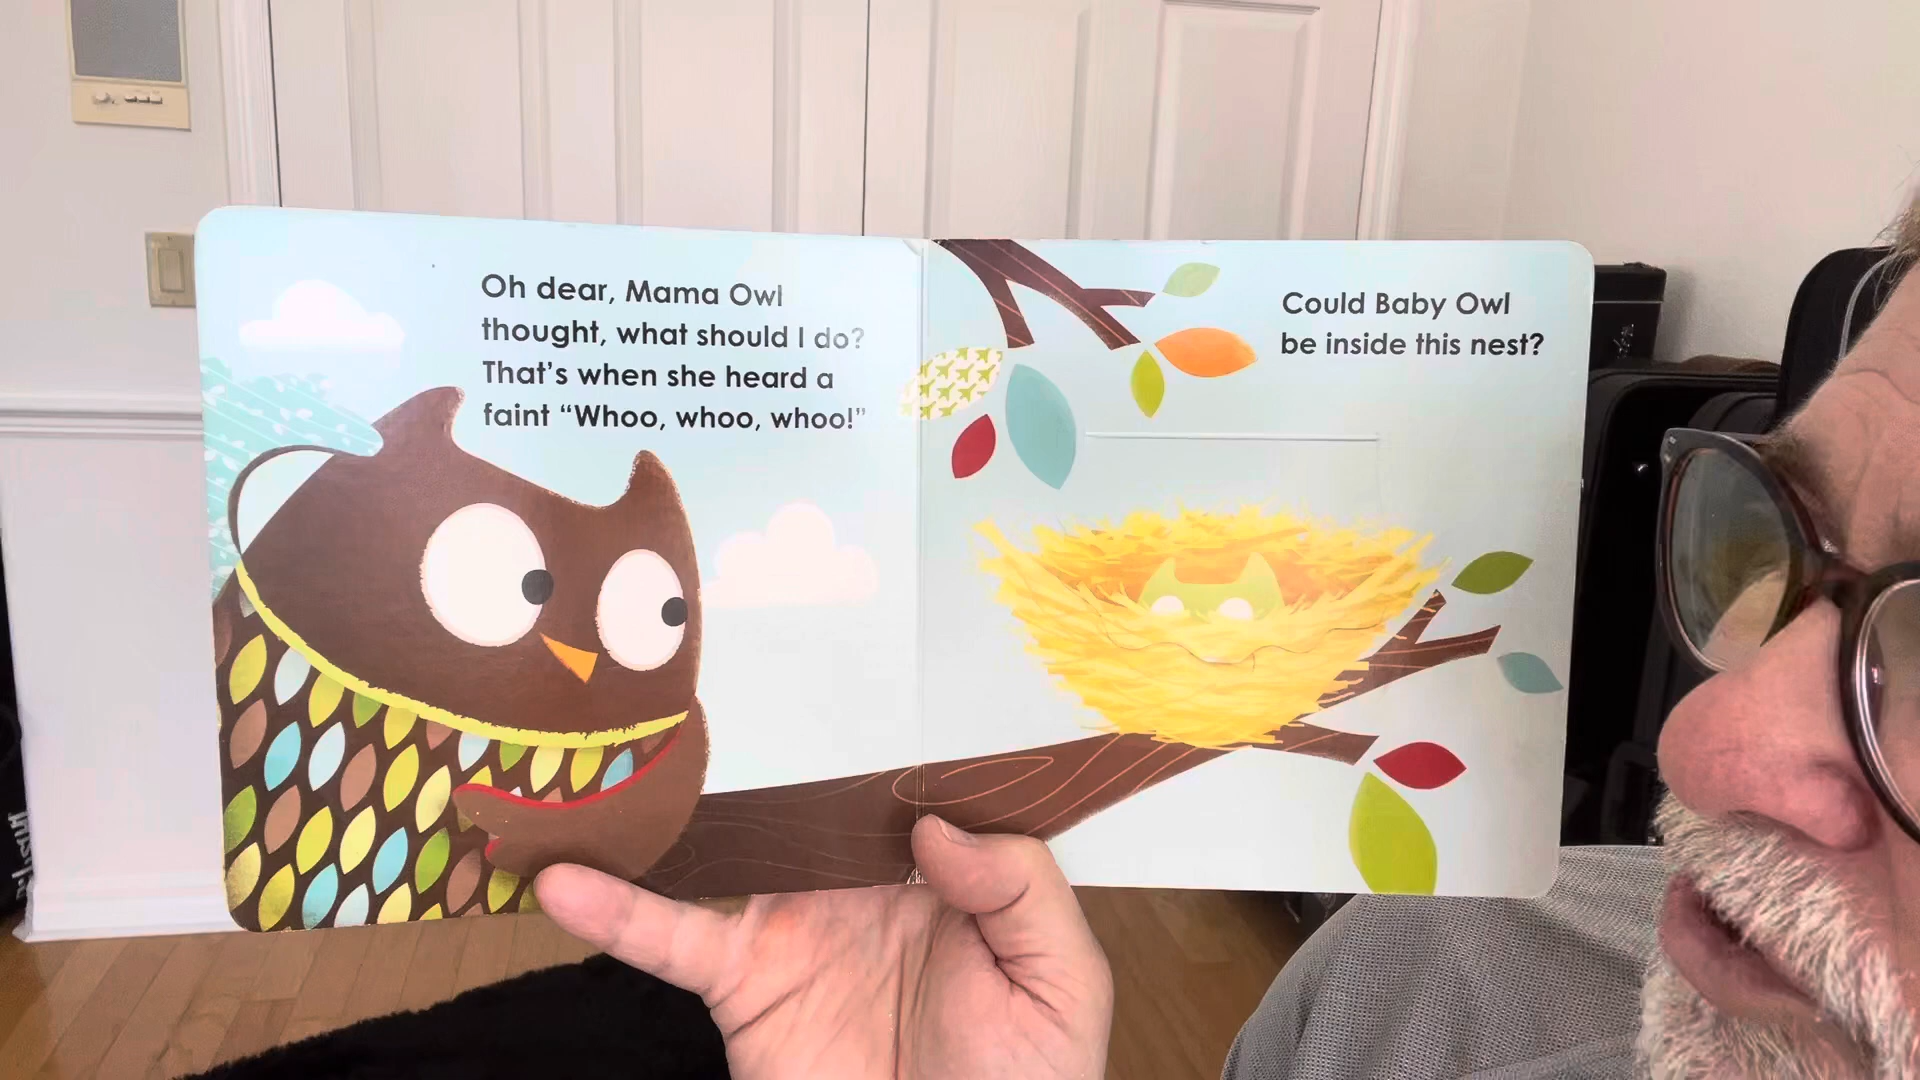 Oh dear, Mama Owl
thought, what should I do?
That's when she heard a
faint “Whoo, whoo, whoo!”
Could Baby Owl
be inside this nest?